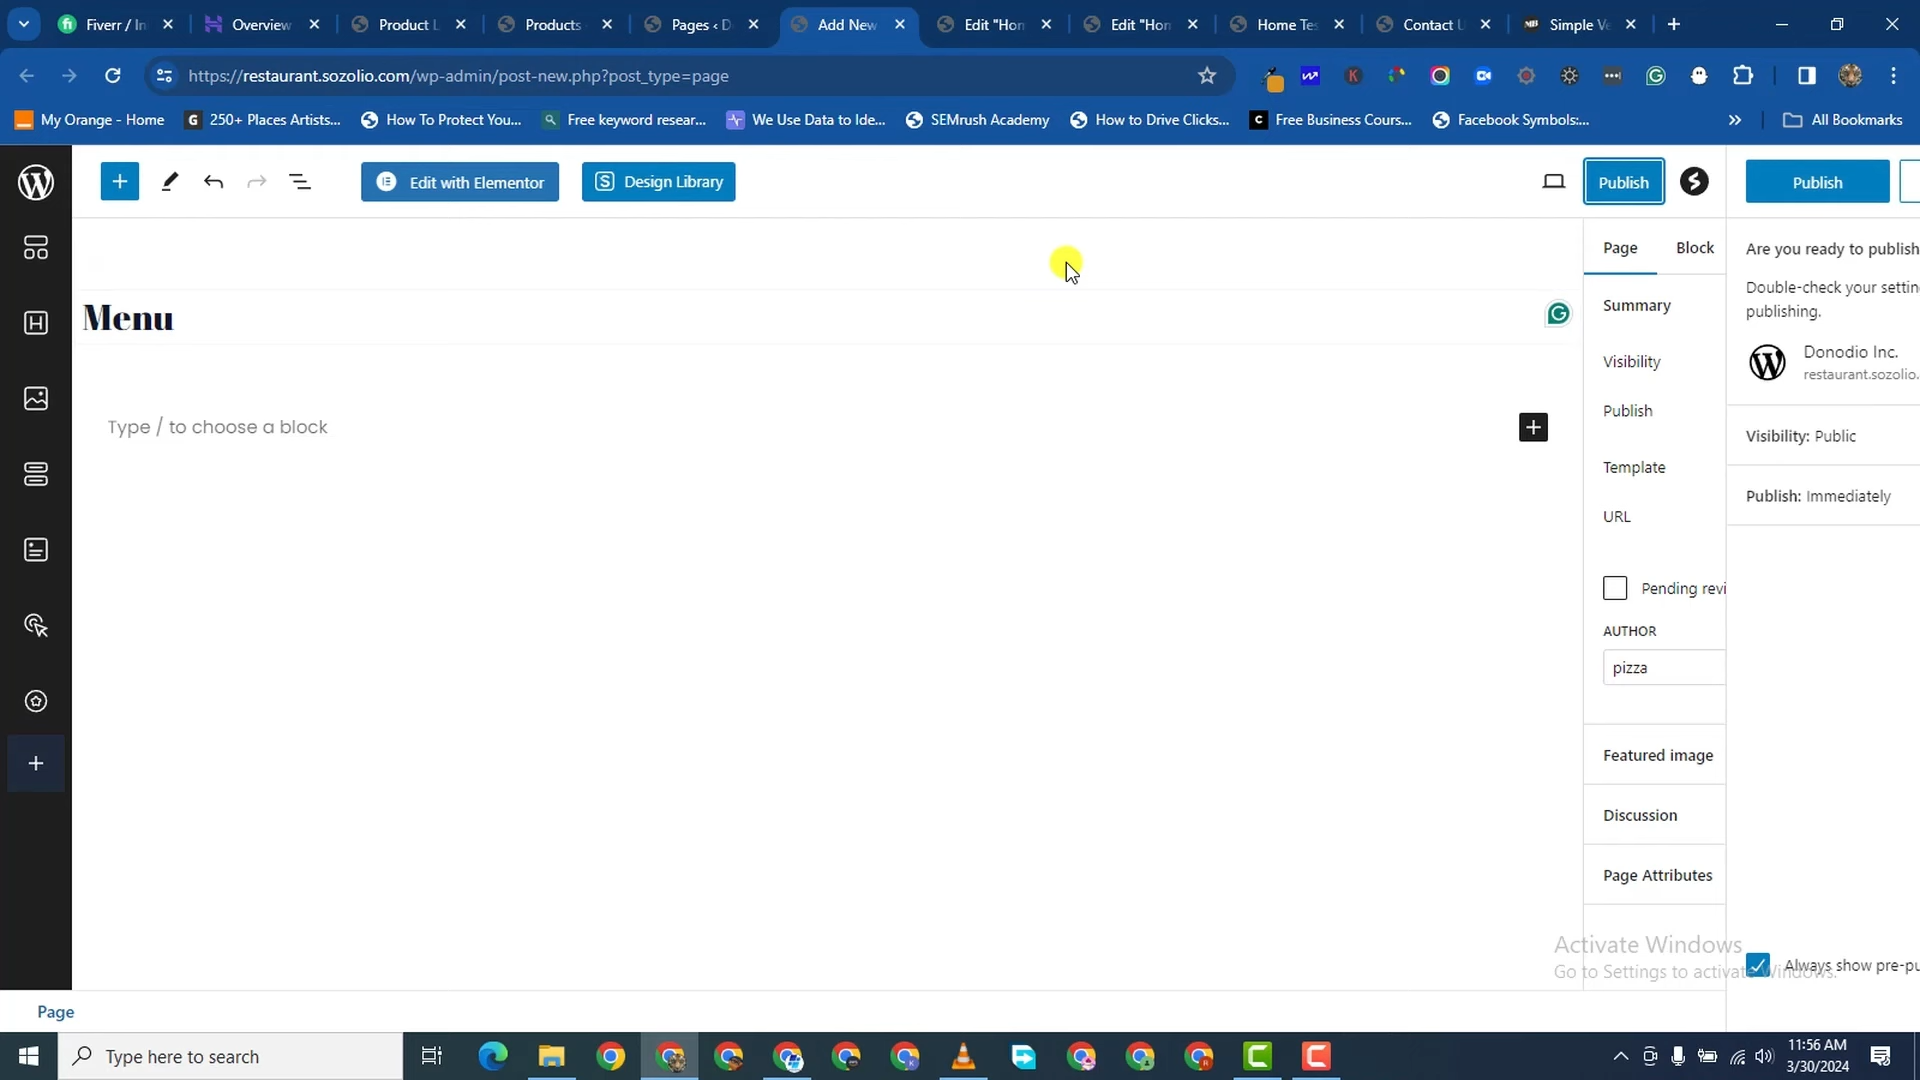 Fiverr / In
Overview
Product L
Products
Pages ‹ D
Add New
Edit "Hon
Edit "Hon
Home Tes
Contact U
Simple Ve
https://restaurant.sozolio.com/wp-admin/post-new.php?post_type=page
My Orange - Home
250+ Places Artists...
How To Protect You...
Free keyword resear...
We Use Data to Ide...
SEMrush Academy
How to Drive Clicks...
Free Business Cours...
Facebook Symbols:...
All Bookmarks
Edit with Elementor
Design Library
Publish
Publish
Page
Block
Are you ready to publish
Menu
Double-check your settin
publishing.
Summary
Visibility
Donodio Inc.
restaurant.sozolio.
Publish
Type / to choose a block
Visibility: Public
Template
Publish: Immediately
URL
Pending revi
AUTHOR
pizza
Featured image
Discussion
Page Attributes
Activate Windows
Go to Settings to activate Windows.
Always show pre-pu
Page
Type here to search
11:56 AM
3/30/2024